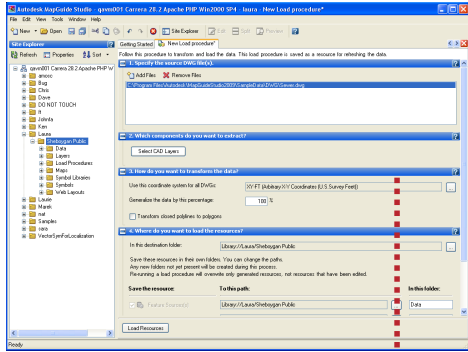 Autodesk MapGuide Studio - qavm01 Carrera 28.2 Apache PHP Win2000 SP4 - laura - New Load procedure*
File Edit View Tools Window Help
New Open Site Explorer Edit Split Preview
Site Explorer
Refresh Properties Sort
qavm01 Carrera 28.2 Apache PHP W
amosc
Bug
Chris
Dave
DO NOT TOUCH
Johnta
Ken
Laura
Sheboygan Public
Data
Layers
Load Procedures
Maps
Symbol Libraries
Symbols
Web Layouts
Laurie
Marek
nat
Samples
sara
VectorSymForLocalization
Getting Started New Load procedure*
Follow this procedure to transform and load the data. This load procedure is saved as a resource for refreshing the data.
1. Specify the source DWG file(s).
Add Files Remove Files
C:\Program Files\Autodesk\MapGuideStudio2009\SampleData\DWG\Sewer.dwg
2. Which components do you want to extract?
Select CAD Layers
3. How do you want to transform the data?
Use this coordinate system for all DWGs: XY-FT (Arbitrary X-Y Coordinates (U.S. Survey Feet)) ...
Generalize the data by this percentage: 100 %
Transform closed polylines to polygons
4. Where do you want to load the resources?
In this destination folder: Library://Laura/Sheboygan Public ...
Save these resources in their own folders. You can change the paths.
Any new folders not yet present will be created during this process.
Re-running a load procedure will overwrite only generated resources, not resources that have been edited.
Save the resource: To this path: In this folder:
Feature Source(s) Library://Laura/Sheboygan Public Data
Load Resources
Ready